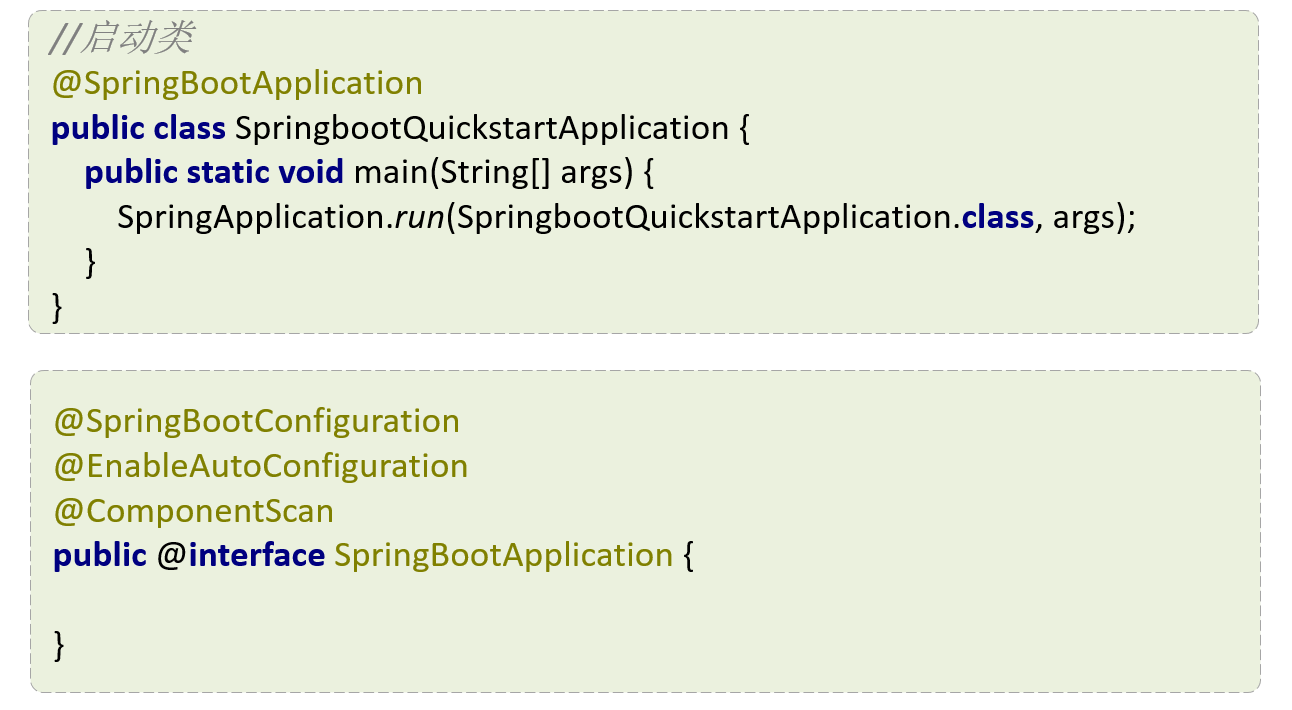 //启动类
@SpringBootApplication
public class SpringbootQuickstartApplication {
    public static void main(String[] args) {
        SpringApplication.run(SpringbootQuickstartApplication.class, args);
    }
}
@SpringBootConfiguration
@EnableAutoConfiguration
@ComponentScan
public @interface SpringBootApplication {
}